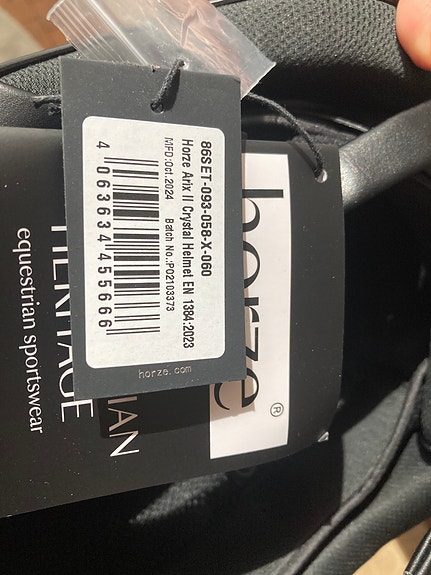 86SET-093-058-X-060
Horze Arix II Crystal Helmet EN 1384:2023
MFD:Oct.2024 Batch No.:PO2103373
4 063634 455666
horze.com
horze®
HERITAGE
equestrian sportswear